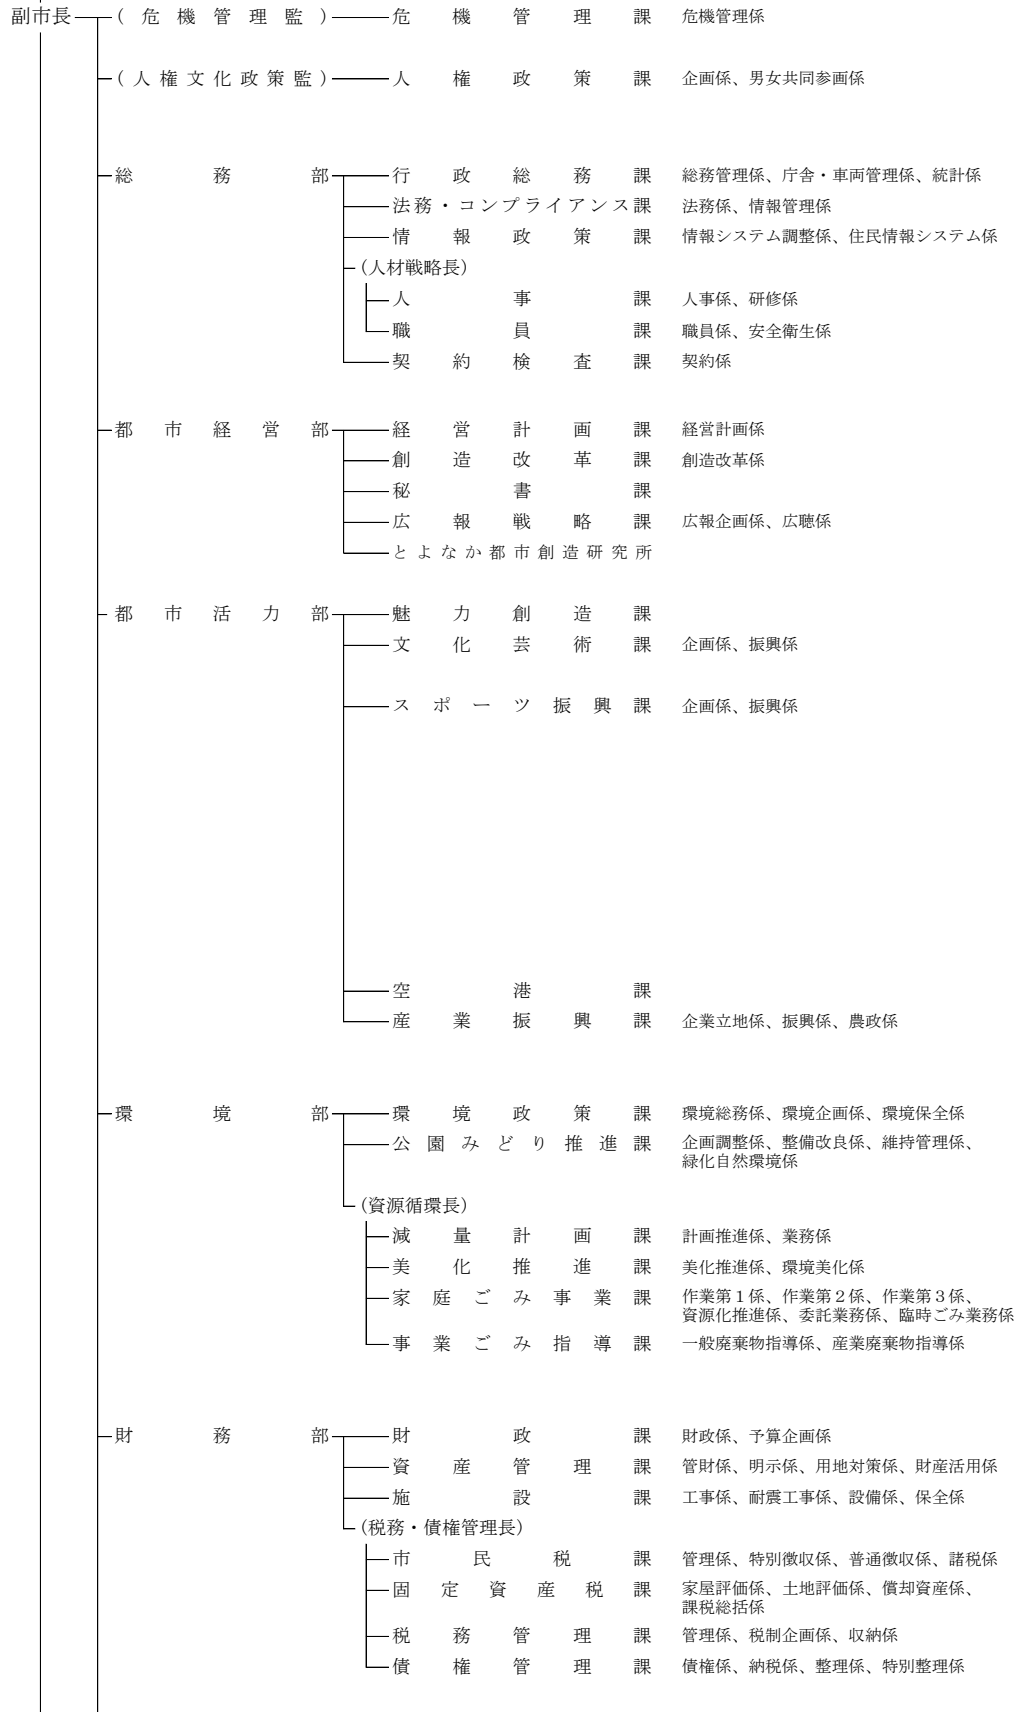 副市長 (危機管理監) 危機管理課 危機管理係
(人権文化政策監) 人権政策課 企画係、男女共同参画係
総務部 行政総務課 総務管理係、庁舎・車両管理係、統計係
法務・コンプライアンス課 法務係、情報管理係
情報政策課 情報システム調整係、住民情報システム係
(人材戦略長)
人事課 人事係、研修係
職員課 職員係、安全衛生係
契約検査課 契約係
都市経営部 経営計画課 経営計画係
創造改革課 創造改革係
秘書課
広報戦略課 広報企画係、広聴係
とよなか都市創造研究所
都市活力部 魅力創造課
文化芸術課 企画係、振興係
スポーツ振興課 企画係、振興係
空港課
産業振興課 企業立地係、振興係、農政係
環境部 環境政策課 環境総務係、環境企画係、環境保全係
公園みどり推進課 企画調整係、整備改良係、維持管理係、
緑化自然環境係
(資源循環長)
減量計画課 計画推進係、業務係
美化推進課 美化推進係、環境美化係
家庭ごみ事業課 作業第1係、作業第2係、作業第3係、
資源化推進係、委託業務係、臨時ごみ業務係
事業ごみ指導課 一般廃棄物指導係、産業廃棄物指導係
財務部 財政課 財政係、予算企画係
資産管理課 管財係、明示係、用地対策係、財産活用係
施設課 工事係、耐震工事係、設備係、保全係
(税務・債権管理長)
市民税課 管理係、特別徴収係、普通徴収係、諸税係
固定資産税課 家屋評価係、土地評価係、償却資産係、
課税総括係
税務管理課 管理係、税制企画係、収納係
債権管理課 債権係、納税係、整理係、特別整理係